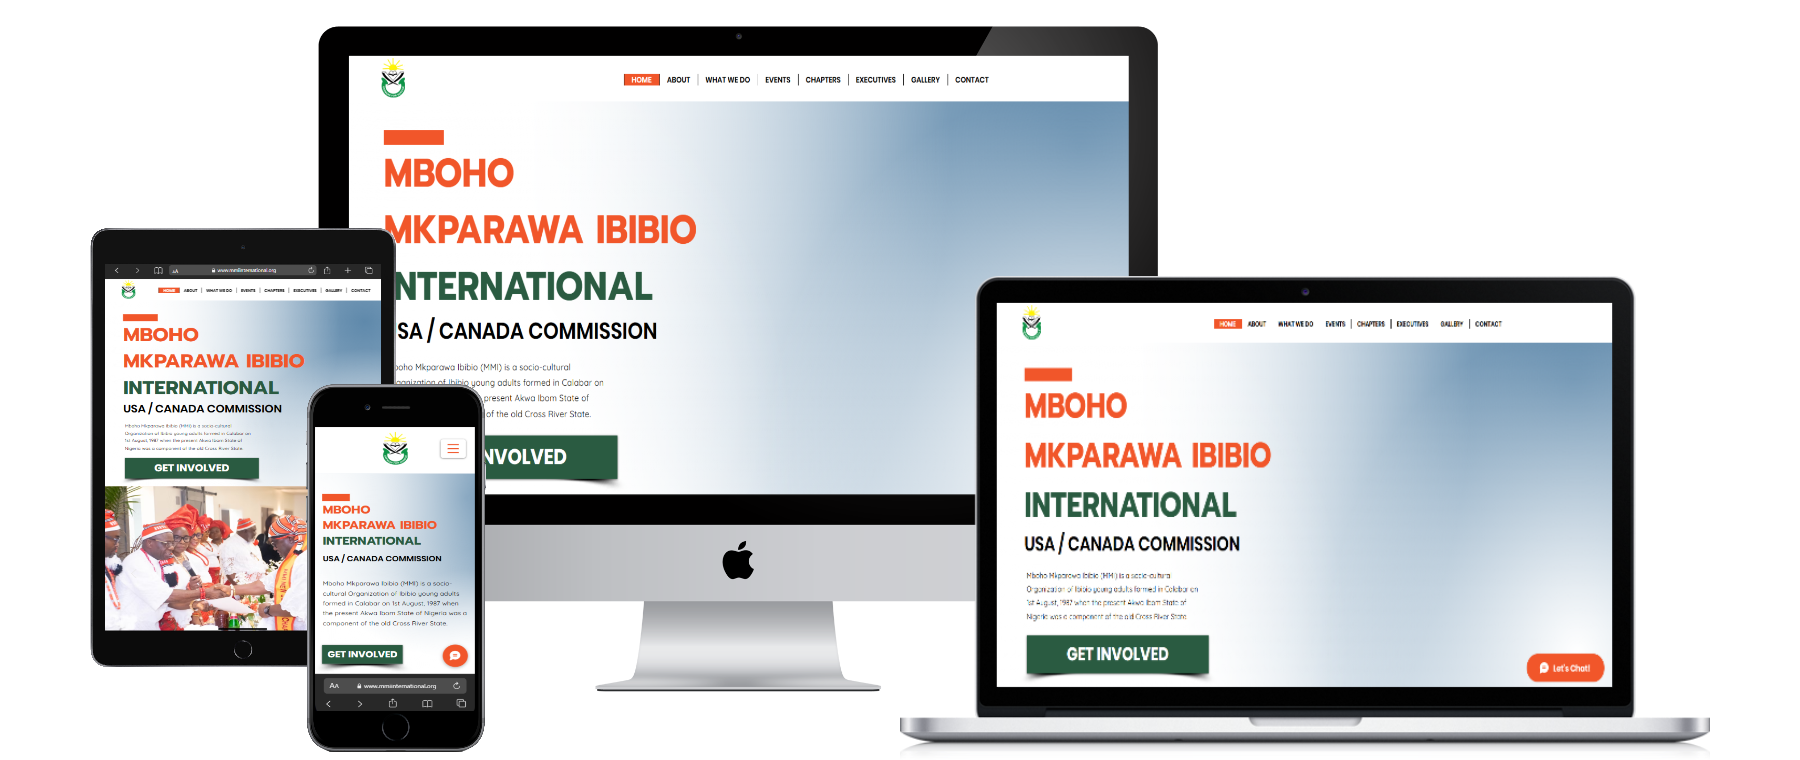 HOME ABOUT WHAT WE DO EVENTS CHAPTERS EXECUTIVES GALLERY CONTACT
MBOHO
MKPARAWA IBIBIO
INTERNATIONAL
SA / CANADA COMMISSION
boho Mkparawa Ibibio (MMI) is a socio-cultural
rganization of Ibibio young adults formed in Calabar on
present Akwa Ibom State of
of the old Cross River State.
NVOLVED
AA www.mmiinternational.org
HOME ABOUT WHAT WE DO EVENTS CHAPTERS EXECUTIVES GALLERY CONTACT
MBOHO
MKPARAWA IBIBIO
INTERNATIONAL
USA / CANADA COMMISSION
Mboho Mkparawa Ibibio (MMI) is a socio-cultural
Organization of Ibibio young adults formed in Calabar on
1st August, 1987 when the present Akwa Ibom State of
Nigeria was a component of the old Cross River State.
GET INVOLVED
MBOHO
MKPARAWA IBIBIO
INTERNATIONAL
USA / CANADA COMMISSION
Mboho Mkparawa Ibibio (MMI) is a socio-
cultural Organization of Ibibio young adults
formed in Calabar on 1st August, 1987 when
the present Akwa Ibom State of Nigeria was a
component of the old Cross River State.
GET INVOLVED
AA www.mmiinternational.org
HOME ABOUT WHAT WE DO EVENTS CHAPTERS EXECUTIVES GALLERY CONTACT
MBOHO
MKPARAWA IBIBIO
INTERNATIONAL
USA / CANADA COMMISSION
Mboho Mkparawa Ibibio (MMI) is a socio-cultural
Organization of Ibibio young adults formed in Calabar on
1st August, 1987 when the present Akwa Ibom State of
Nigeria was a component of the old Cross River State.
GET INVOLVED
Let's Chat!